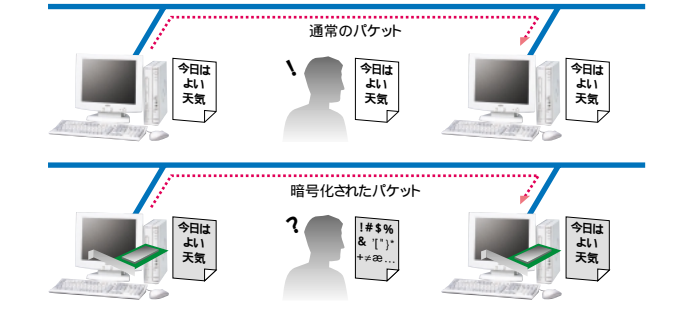 通常のパケット
今日は
よい
天気
!
今日は
よい
天気
今日は
よい
天気
暗号化されたパケット
今日は
よい
天気
?
!#$%
& '[")*
+≠æ...
今日は
よい
天気